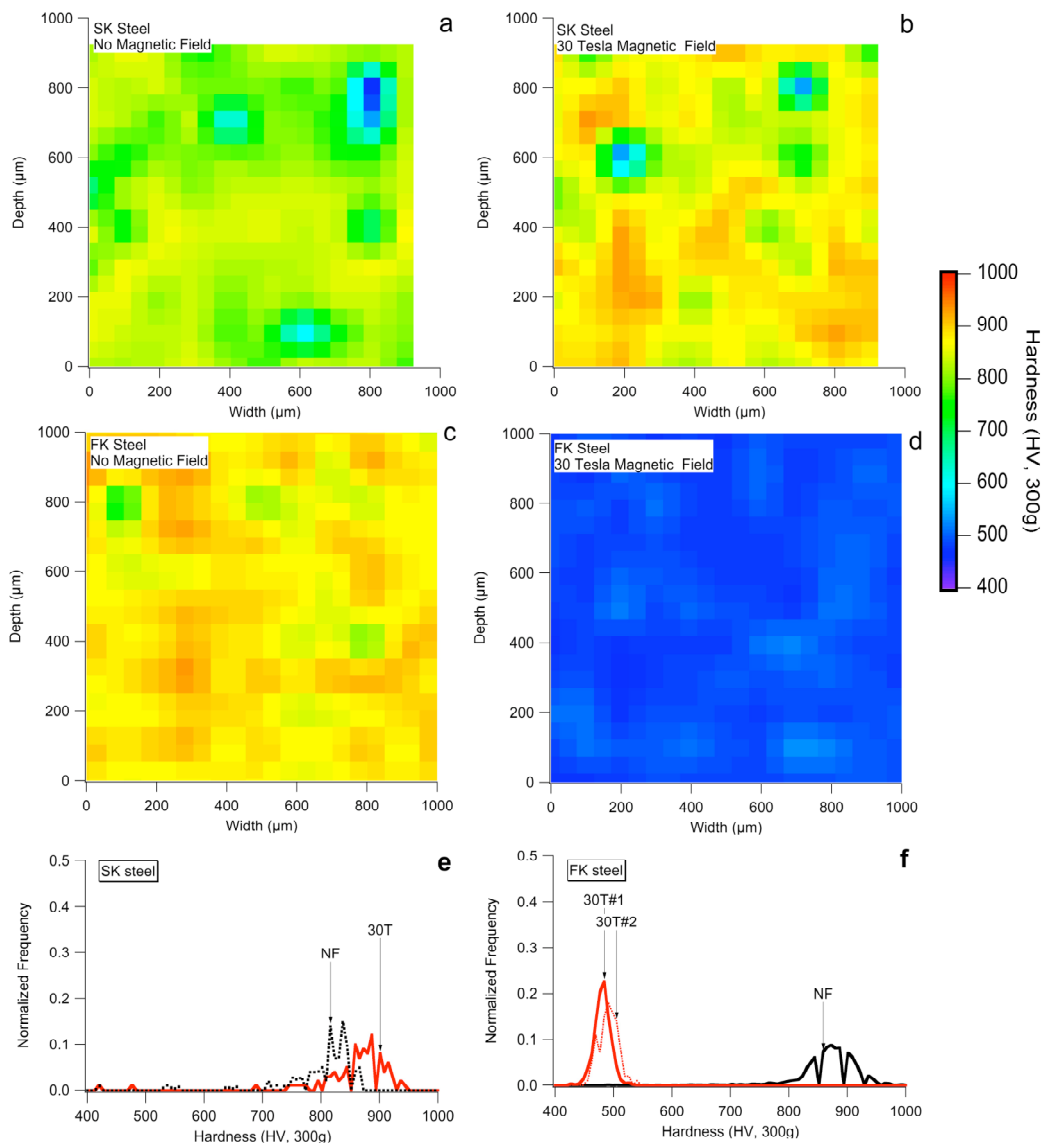 a
SK Steel
No Magnetic Field
1000
800
600
400
200
0
Depth (µm)
0 200 400 600 800 1000
Width (µm)
b
SK Steel
30 Tesla Magnetic Field
1000
800
600
400
200
0
Depth (µm)
0 200 400 600 800 1000
Width (µm)
c
FK Steel
No Magnetic Field
1000
800
600
400
200
0
Depth (µm)
0 200 400 600 800 1000
Width (µm)
d
FK Steel
30 Tesla Magnetic Field
1000
800
600
400
200
0
Depth (µm)
0 200 400 600 800 1000
Width (µm)
1000
900
800
700
600
500
400
Hardness (HV, 300g)
e
SK steel
NF
30T
0.5
0.4
0.3
0.2
0.1
0.0
Normalized Frequency
400 500 600 700 800 900 1000
Hardness (HV, 300g)
f
FK steel
30T#1
30T#2
NF
0.5
0.4
0.3
0.2
0.1
0.0
Normalized Frequency
400 500 600 700 800 900 1000
Hardness (HV, 300g)